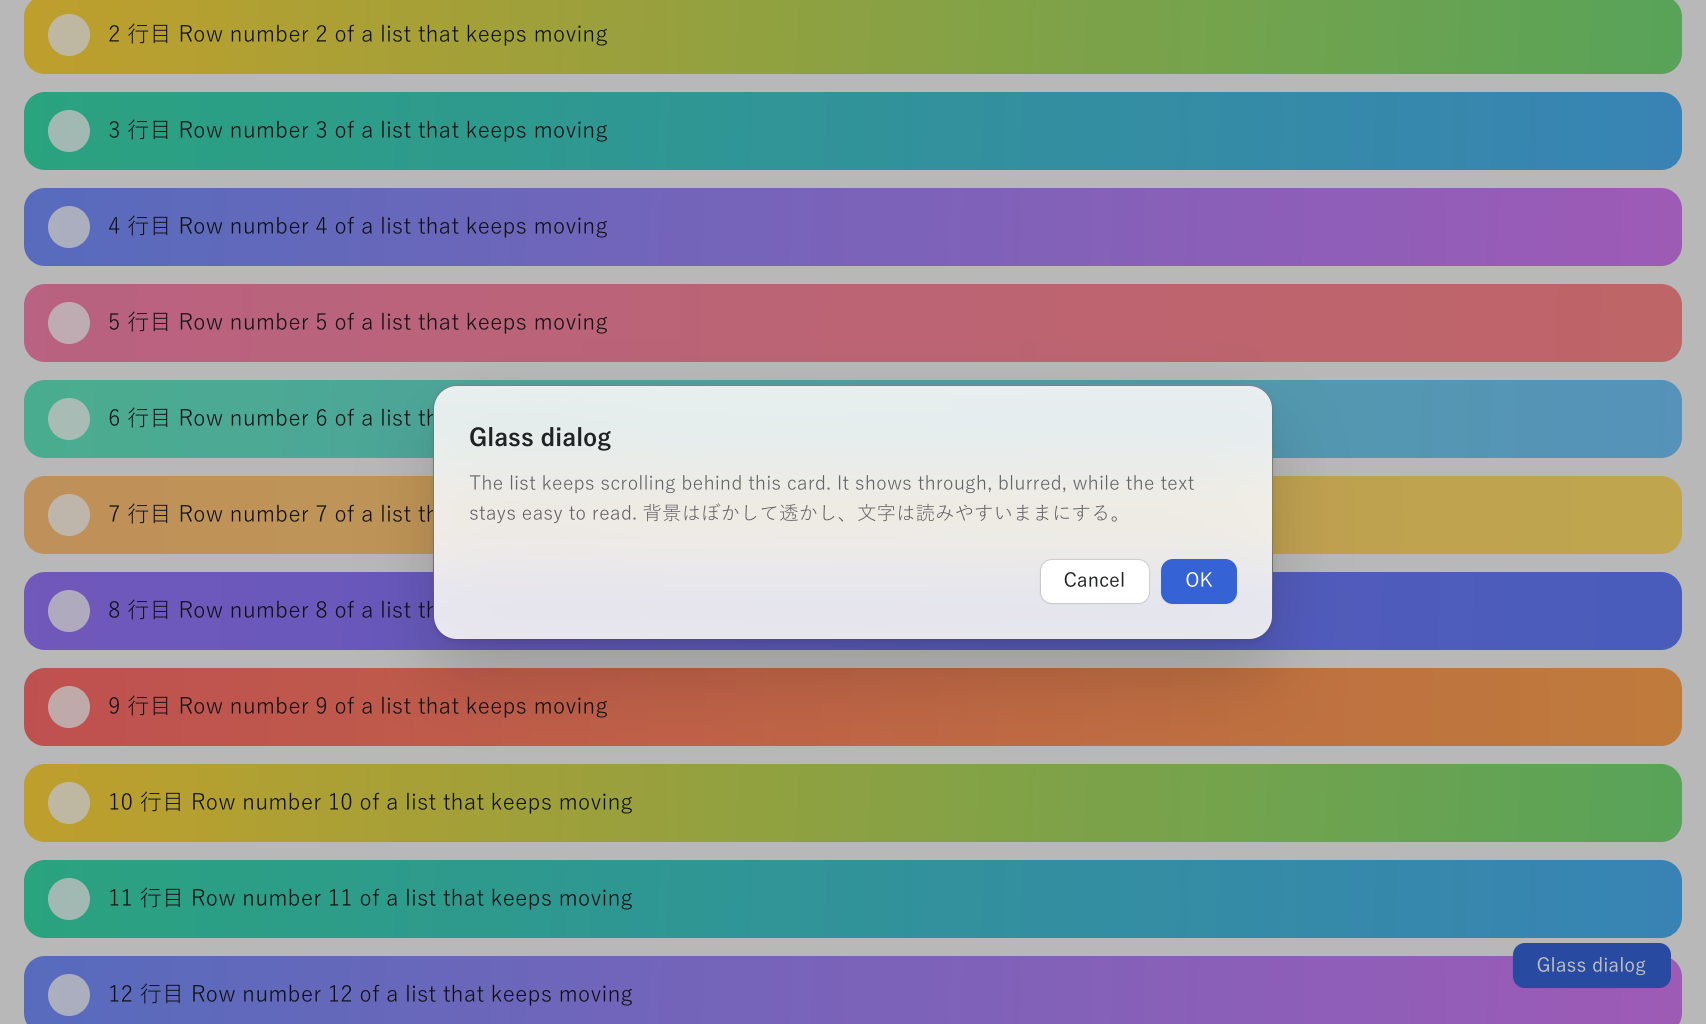 2 行目 Row number 2 of a list that keeps moving
3 行目 Row number 3 of a list that keeps moving
4 行目 Row number 4 of a list that keeps moving
5 行目 Row number 5 of a list that keeps moving
6 行目 Row number 6 of a list
7 行目 Row number 7 of a list
8 行目 Row number 8 of a list
Glass dialog
The list keeps scrolling behind this card. It shows through, blurred, while the text
stays easy to read. 背景はぼかして透かし、文字は読みやすいままにする。
Cancel
OK
9 行目 Row number 9 of a list that keeps moving
10 行目 Row number 10 of a list that keeps moving
11 行目 Row number 11 of a list that keeps moving
Glass dialog
12 行目 Row number 12 of a list that keeps moving